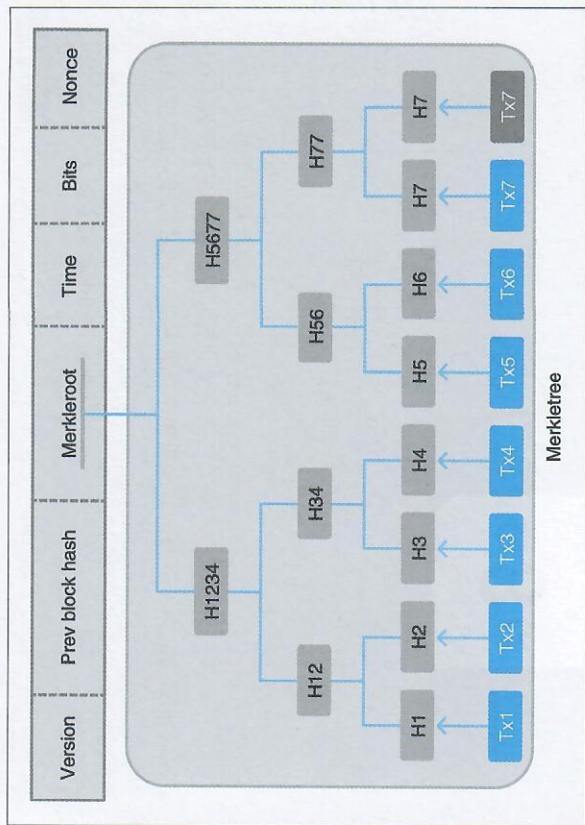 Version Prev block hash Merkleroot Time Bits Nonce
H1234 H5677
H12 H34 H56 H77
H1 H2 H3 H4 H5 H6 H7 H7
Tx1 Tx2 Tx3 Tx4 Tx5 Tx6 Tx7 Tx7
Merkletree